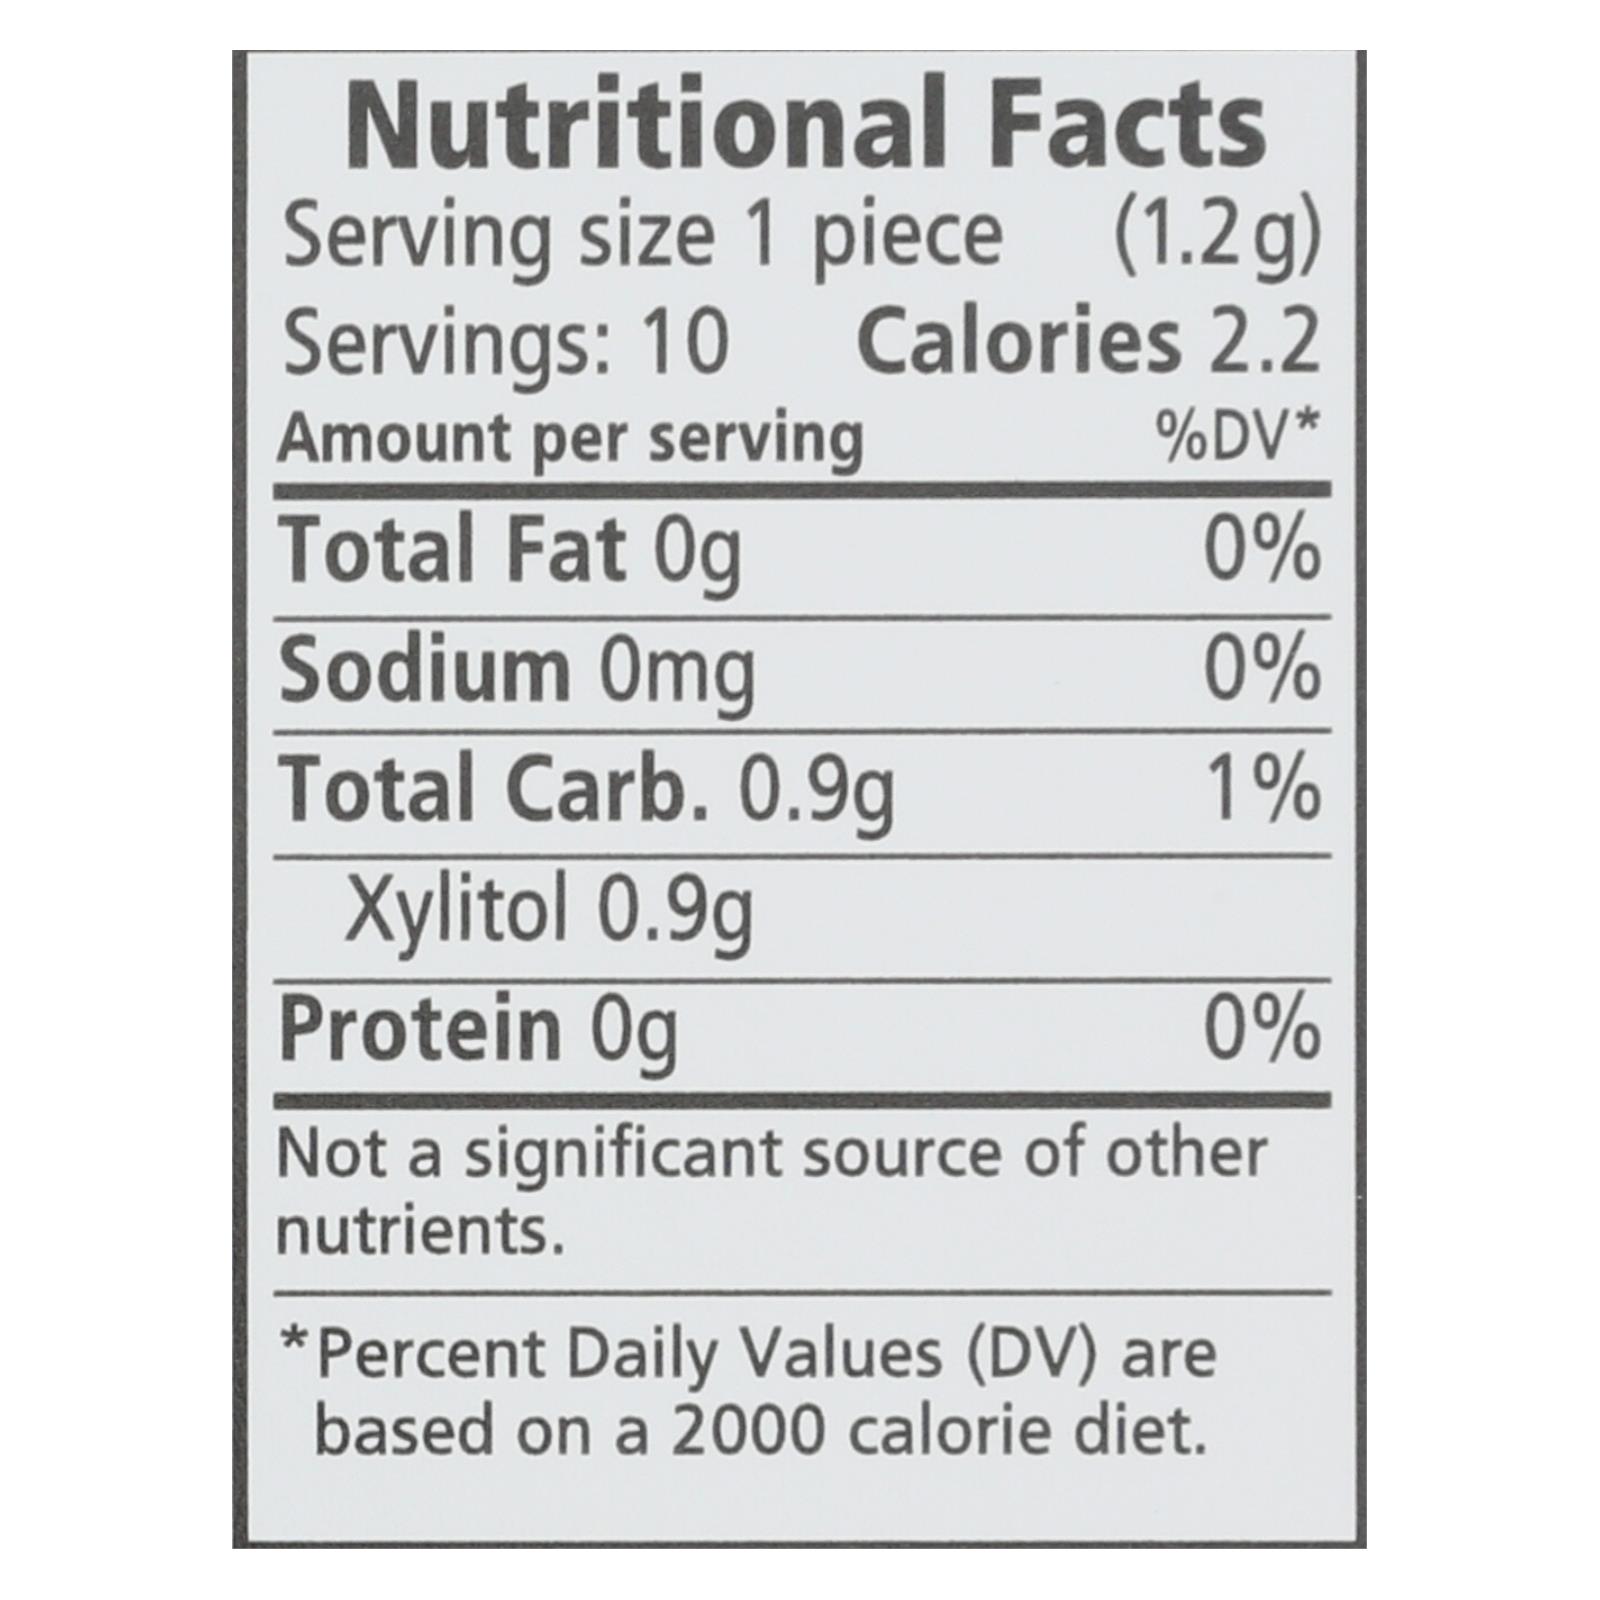 Nutritional Facts
Serving size 1 piece (1.2g)
Servings: 10 Calories 2.2
Amount per serving %DV*
Total Fat 0g 0%
Sodium 0mg 0%
Total Carb. 0.9g 1%
Xylitol 0.9g
Protein 0g 0%
Not a significant source of other
nutrients.
*Percent Daily Values (DV) are
based on a 2000 calorie diet.